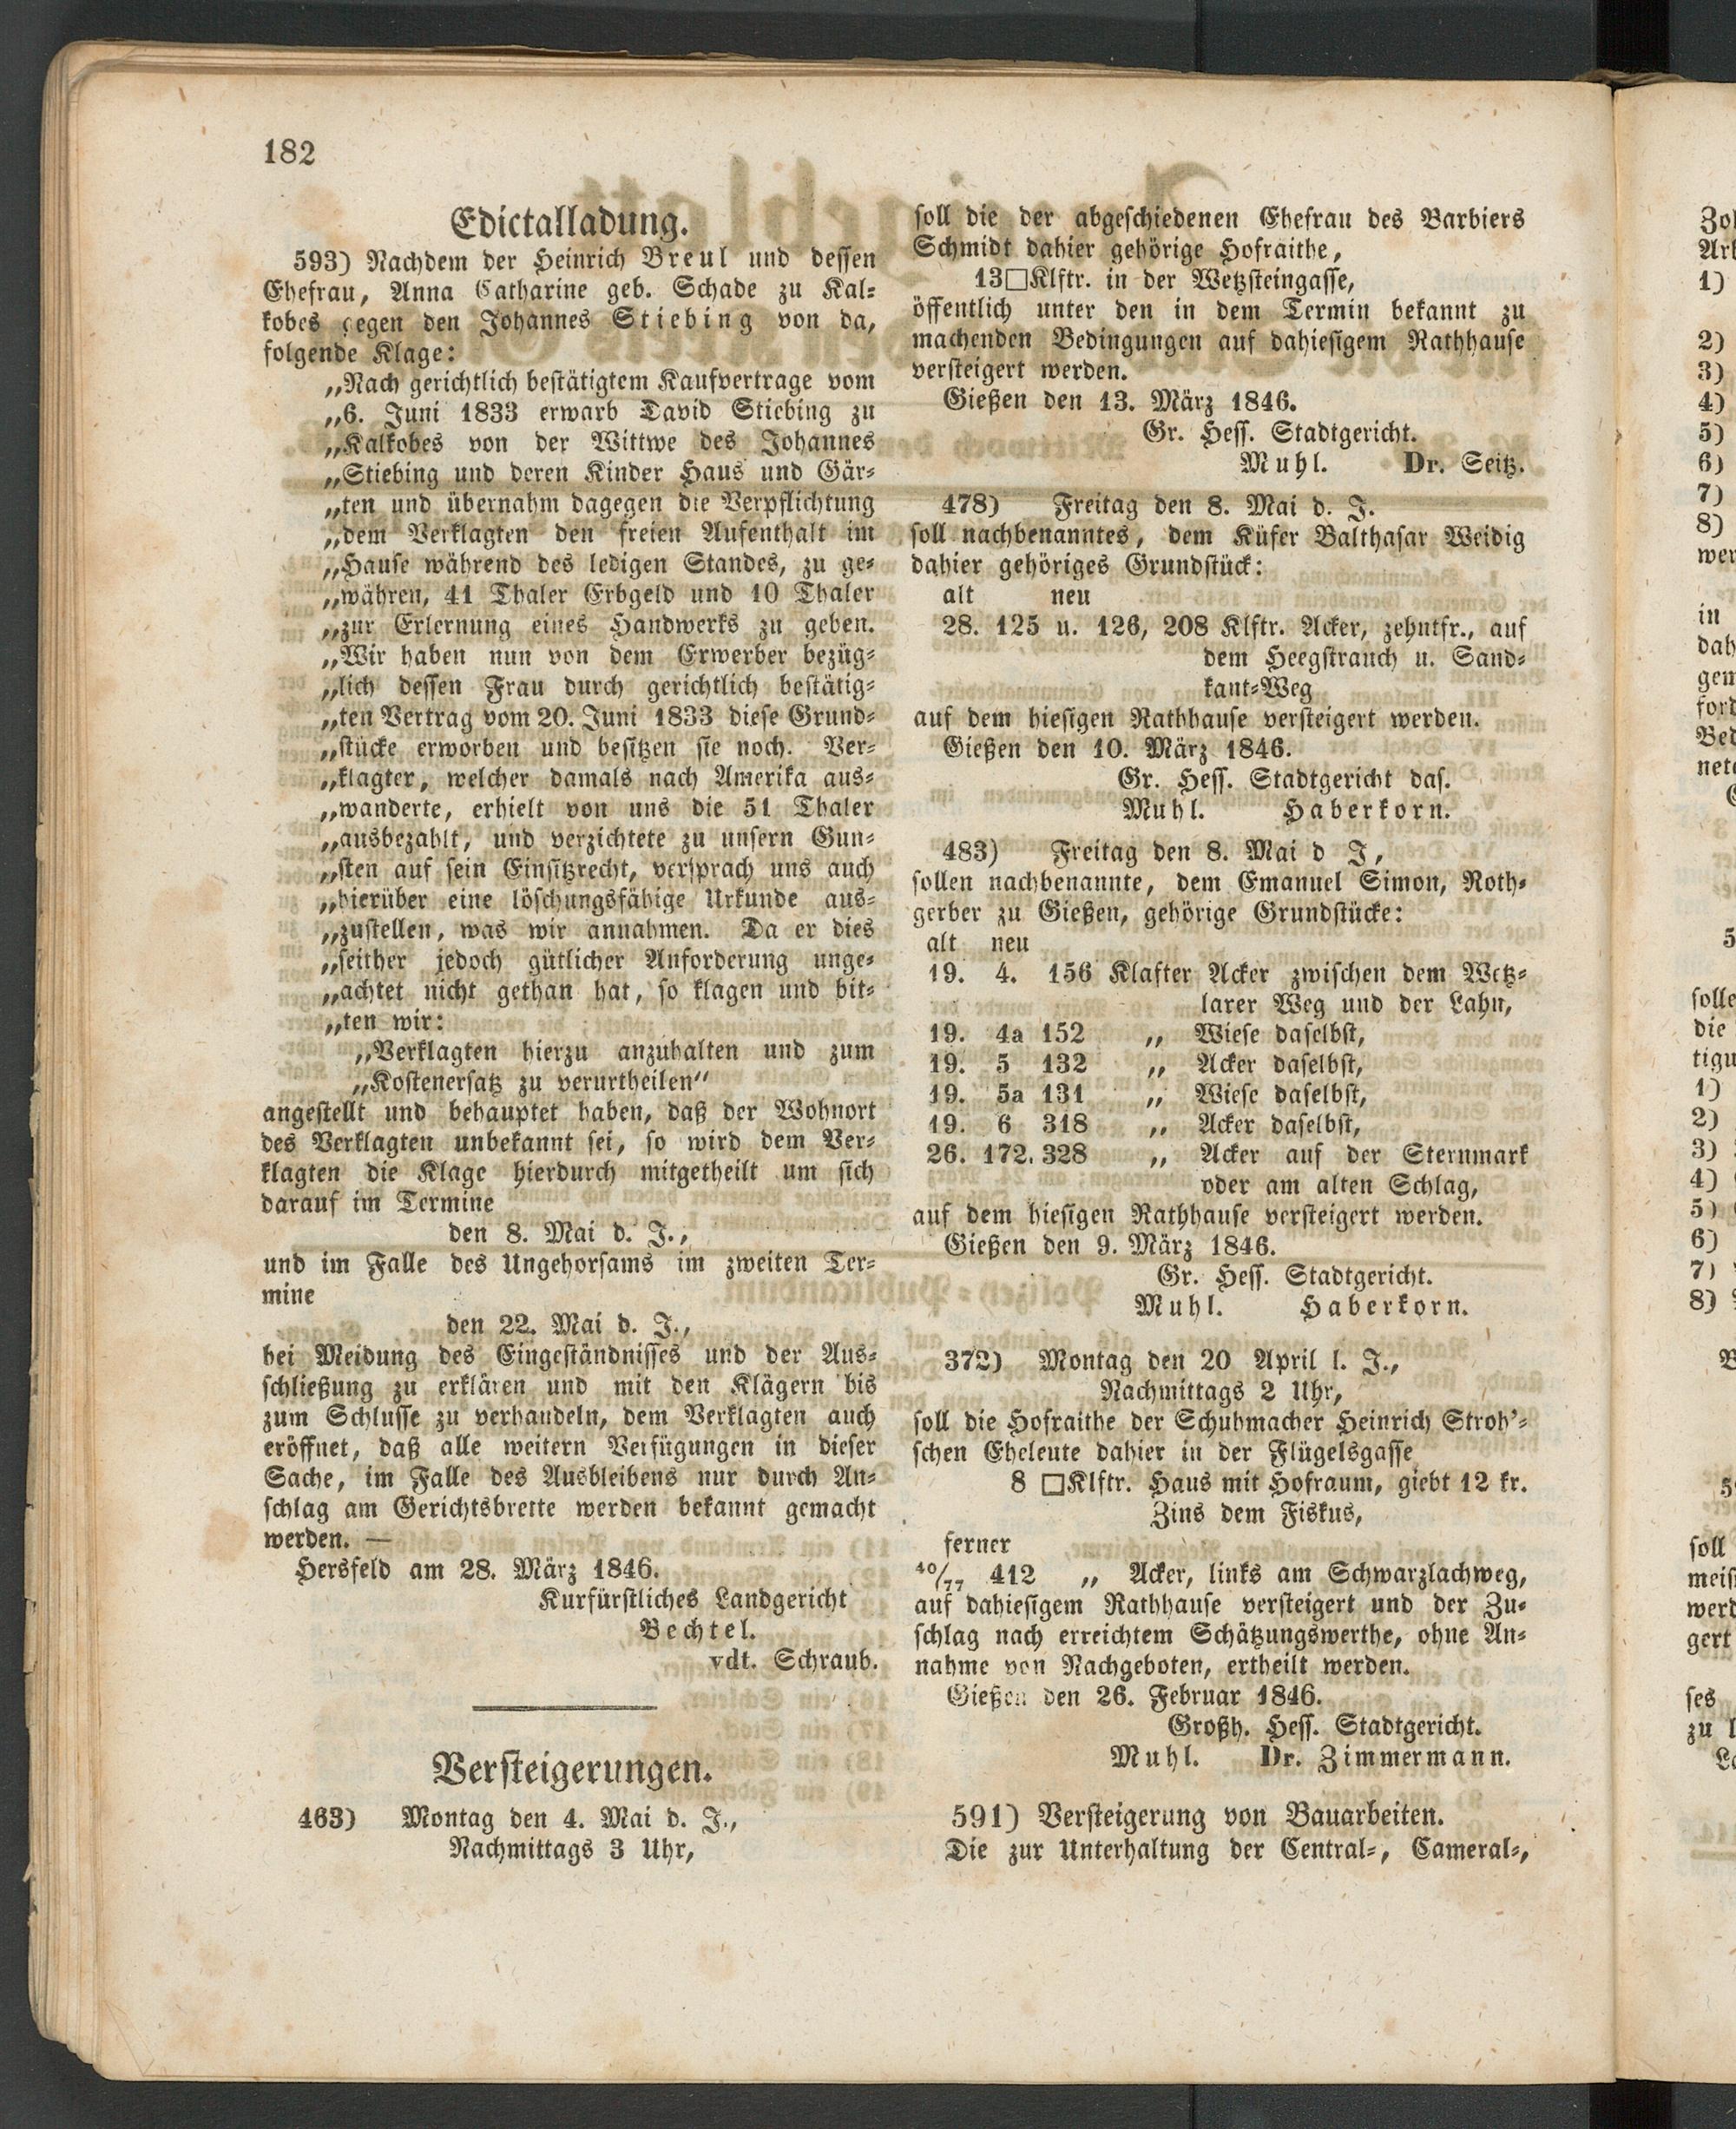 182
Edictalladung.
593) Nachdem der Heinrich Breul und dessen
Ehefrau, Anna Catharine geb. Schade zu Kal-
kobes gegen den Johannes Stiebing von da,
folgende Klage:
„Nach gerichtlich bestätigtem Kaufvertrage vom
„6. Juni 1833 erwarb David Stiebing zu
„Kalkobes von der Wittwe des Johannes
„Stiebing und deren Kinder Haus und Gär-
„ten und übernahm dagegen die Verpflichtung
„dem Verklagten den freien Aufenthalt im
„Hause während des ledigen Standes, zu ge-
„währen, 41 Thaler Erbgeld und 10 Thaler
„zur Erlernung eines Handwerks zu geben.
„Wir haben nun von dem Erwerber bezüg-
„lich dessen Frau durch gerichtlich bestätig-
„ten Vertrag vom 20. Juni 1833 diese Grund-
„stücke erworben und besitzen sie noch. Ver-
„klagter, welcher damals nach Amerika aus-
„wanderte, erhielt von uns die 51 Thaler
„ausbezahlt, und verzichtete zu unsern Gun-
„sten auf sein Einsitzrecht, versprach uns auch
„hierüber eine löschungsfähige Urkunde aus-
„zustellen, was wir annahmen. Da er dies
„seither jedoch gütlicher Anforderung unge-
„achtet nicht gethan hat, so klagen und bit-
„ten wir:
„Verklagten hierzu anzuhalten und zum
„Kostenersatz zu verurtheilen“
angestellt und behauptet haben, daß der Wohnort
des Verklagten unbekannt sei, so wird dem Ver-
klagten die Klage hierdurch mitgetheilt um sich
darauf im Termine
den 8. Mai d. J.,
und im Falle des Ungehorsams im zweiten Ter-
mine
den 22. Mai d. J.,
bei Meidung des Eingeständnisses und der Aus-
schließung zu erklären und mit den Klägern bis
zum Schlusse zu verhandeln, dem Verklagten auch
eröffnet, daß alle weitern Verfügungen in dieser
Sache, im Falle des Ausbleibens nur durch An-
schlag am Gerichtsbrette werden bekannt gemacht
werden. —
Hersfeld am 28. März 1846.
Kurfürstliches Landgericht
Bechtel.
vdt. Schraub.
Versteigerungen.
463) Montag den 4. Mai d. J.,
Nachmittags 3 Uhr,
soll die der abgeschiedenen Ehefrau des Barbiers
Schmidt dahier gehörige Hofraithe,
13□Klftr. in der Wetzsteingasse,
öffentlich unter den in dem Termin bekannt zu
machenden Bedingungen auf dahiesigem Rathhause
versteigert werden.
Gießen den 13. März 1846.
Gr. Hess. Stadtgericht.
Muhl. Dr. Seitz.
478) Freitag den 8. Mai d. J.
soll nachbenanntes, dem Küfer Balthasar Weidig
dahier gehöriges Grundstück:
alt neu
28. 125 u. 126, 208 Klftr. Acker, zehntfr., auf
dem Heegstrauch u. Sand-
kant-Weg
auf dem hiesigen Rathhause versteigert werden.
Gießen den 10. März 1846.
Gr. Hess. Stadtgericht das.
Muhl. Haberkorn.
483) Freitag den 8. Mai d J,
sollen nachbenannte, dem Emanuel Simon, Roth-
gerber zu Gießen, gehörige Grundstücke:
alt neu
19. 4. 156 Klafter Acker zwischen dem Wetz-
larer Weg und der Lahn,
19. 4a 152 „ Wiese daselbst,
19. 5 132 „ Acker daselbst,
19. 5a 131 „ Wiese daselbst,
19. 6 318 „ Acker daselbst,
26. 172. 328 „ Acker auf der Sternmark
oder am alten Schlag,
auf dem hiesigen Rathhause versteigert werden.
Gießen den 9. März 1846.
Gr. Hess. Stadtgericht.
Muhl. Haberkorn.
372) Montag den 20 April l. J.,
Nachmittags 2 Uhr,
soll die Hofraithe der Schuhmacher Heinrich Stroh'-
schen Eheleute dahier in der Flügelsgasse
8 □Klftr. Haus mit Hofraum, giebt 12 kr.
Zins dem Fiskus,
ferner
40/77 412 „ Acker, links am Schwarzlachweg,
auf dahiesigem Rathhause versteigert und der Zu-
schlag nach erreichtem Schätzungswerthe, ohne An-
nahme von Nachgeboten, ertheilt werden.
Gießen den 26. Februar 1846.
Großh. Hess. Stadtgericht.
Muhl. Dr. Zimmermann.
591) Versteigerung von Bauarbeiten.
Die zur Unterhaltung der Central-, Cameral-,